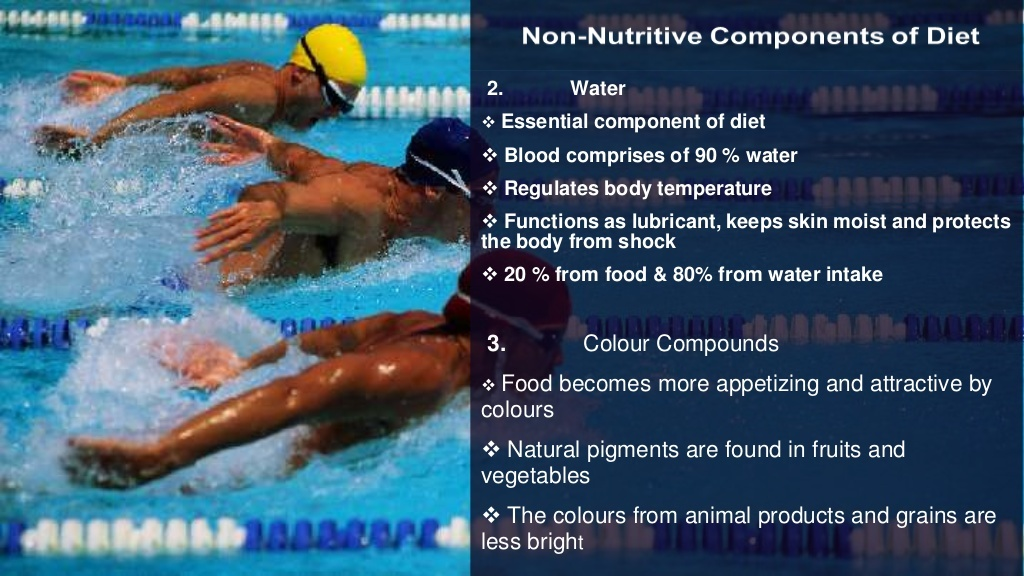 Non-Nutritive Components of Diet
2. Water
❖ Essential component of diet
❖ Blood comprises of 90 % water
❖ Regulates body temperature
❖ Functions as lubricant, keeps skin moist and protects
the body from shock
❖ 20 % from food & 80% from water intake
3. Colour Compounds
❖ Food becomes more appetizing and attractive by
colours
❖ Natural pigments are found in fruits and
vegetables
❖ The colours from animal products and grains are
less bright